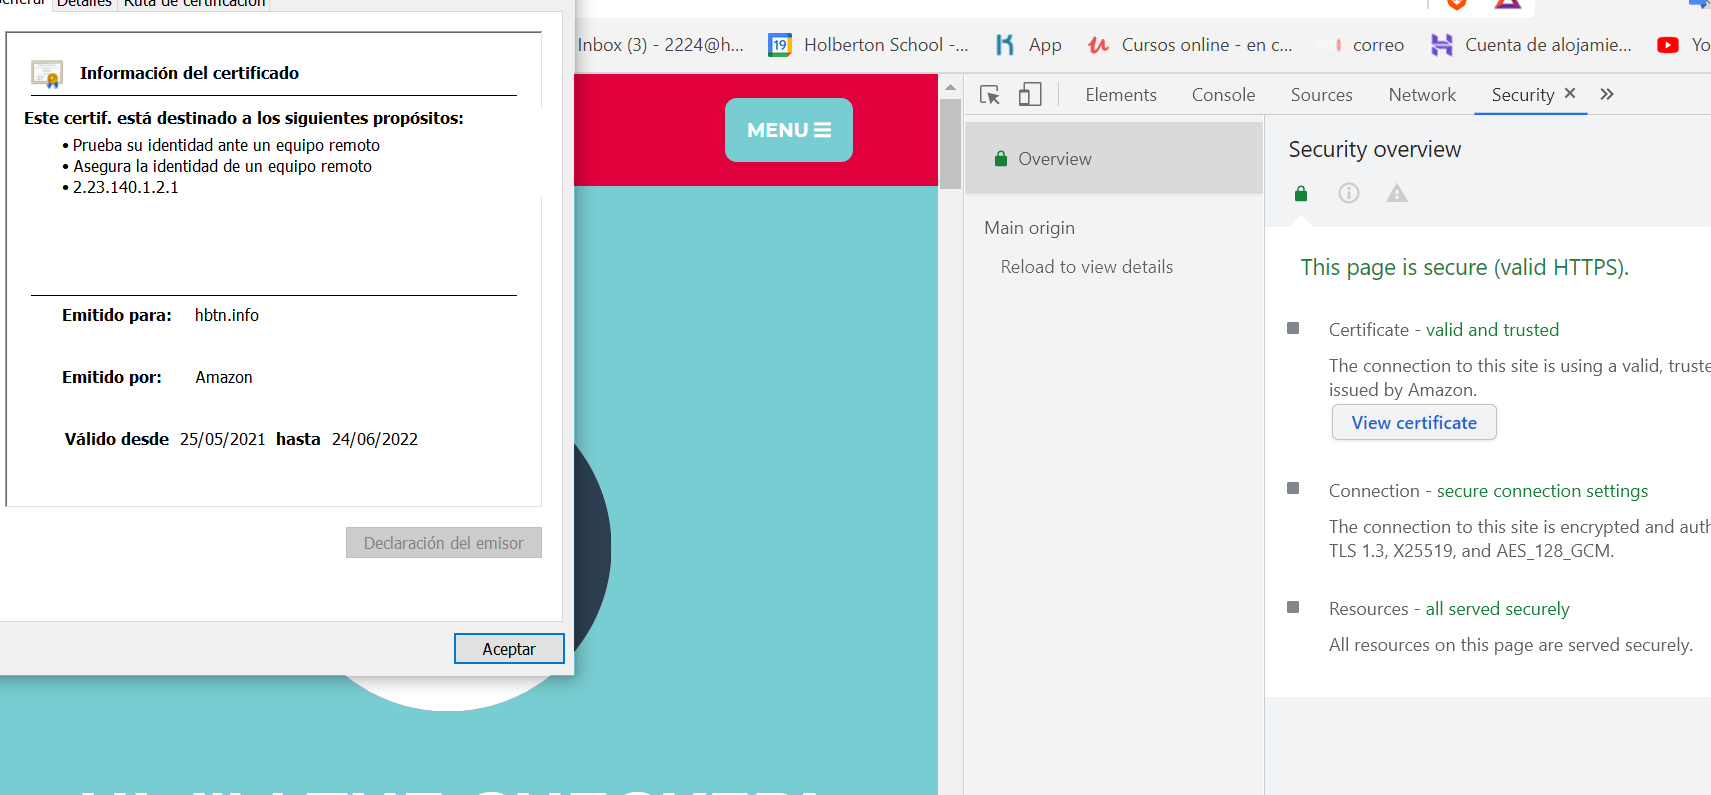 General Detalles Ruta de certificación
Información del certificado
Este certif. está destinado a los siguientes propósitos:
• Prueba su identidad ante un equipo remoto
• Asegura la identidad de un equipo remoto
• 2.23.140.1.2.1
Emitido para: hbtn.info
Emitido por: Amazon
Válido desde 25/05/2021 hasta 24/06/2022
Declaración del emisor
Aceptar
Inbox (3) - 2224@h... 19 Holberton School -... App Cursos online - en c... correo Cuenta de alojamie... Yo
MENU
Elements Console Sources Network Security × »
Overview
Main origin
Reload to view details
Security overview
This page is secure (valid HTTPS).
Certificate - valid and trusted
The connection to this site is using a valid, truste
issued by Amazon.
View certificate
Connection - secure connection settings
The connection to this site is encrypted and auth
TLS 1.3, X25519, and AES_128_GCM.
Resources - all served securely
All resources on this page are served securely.